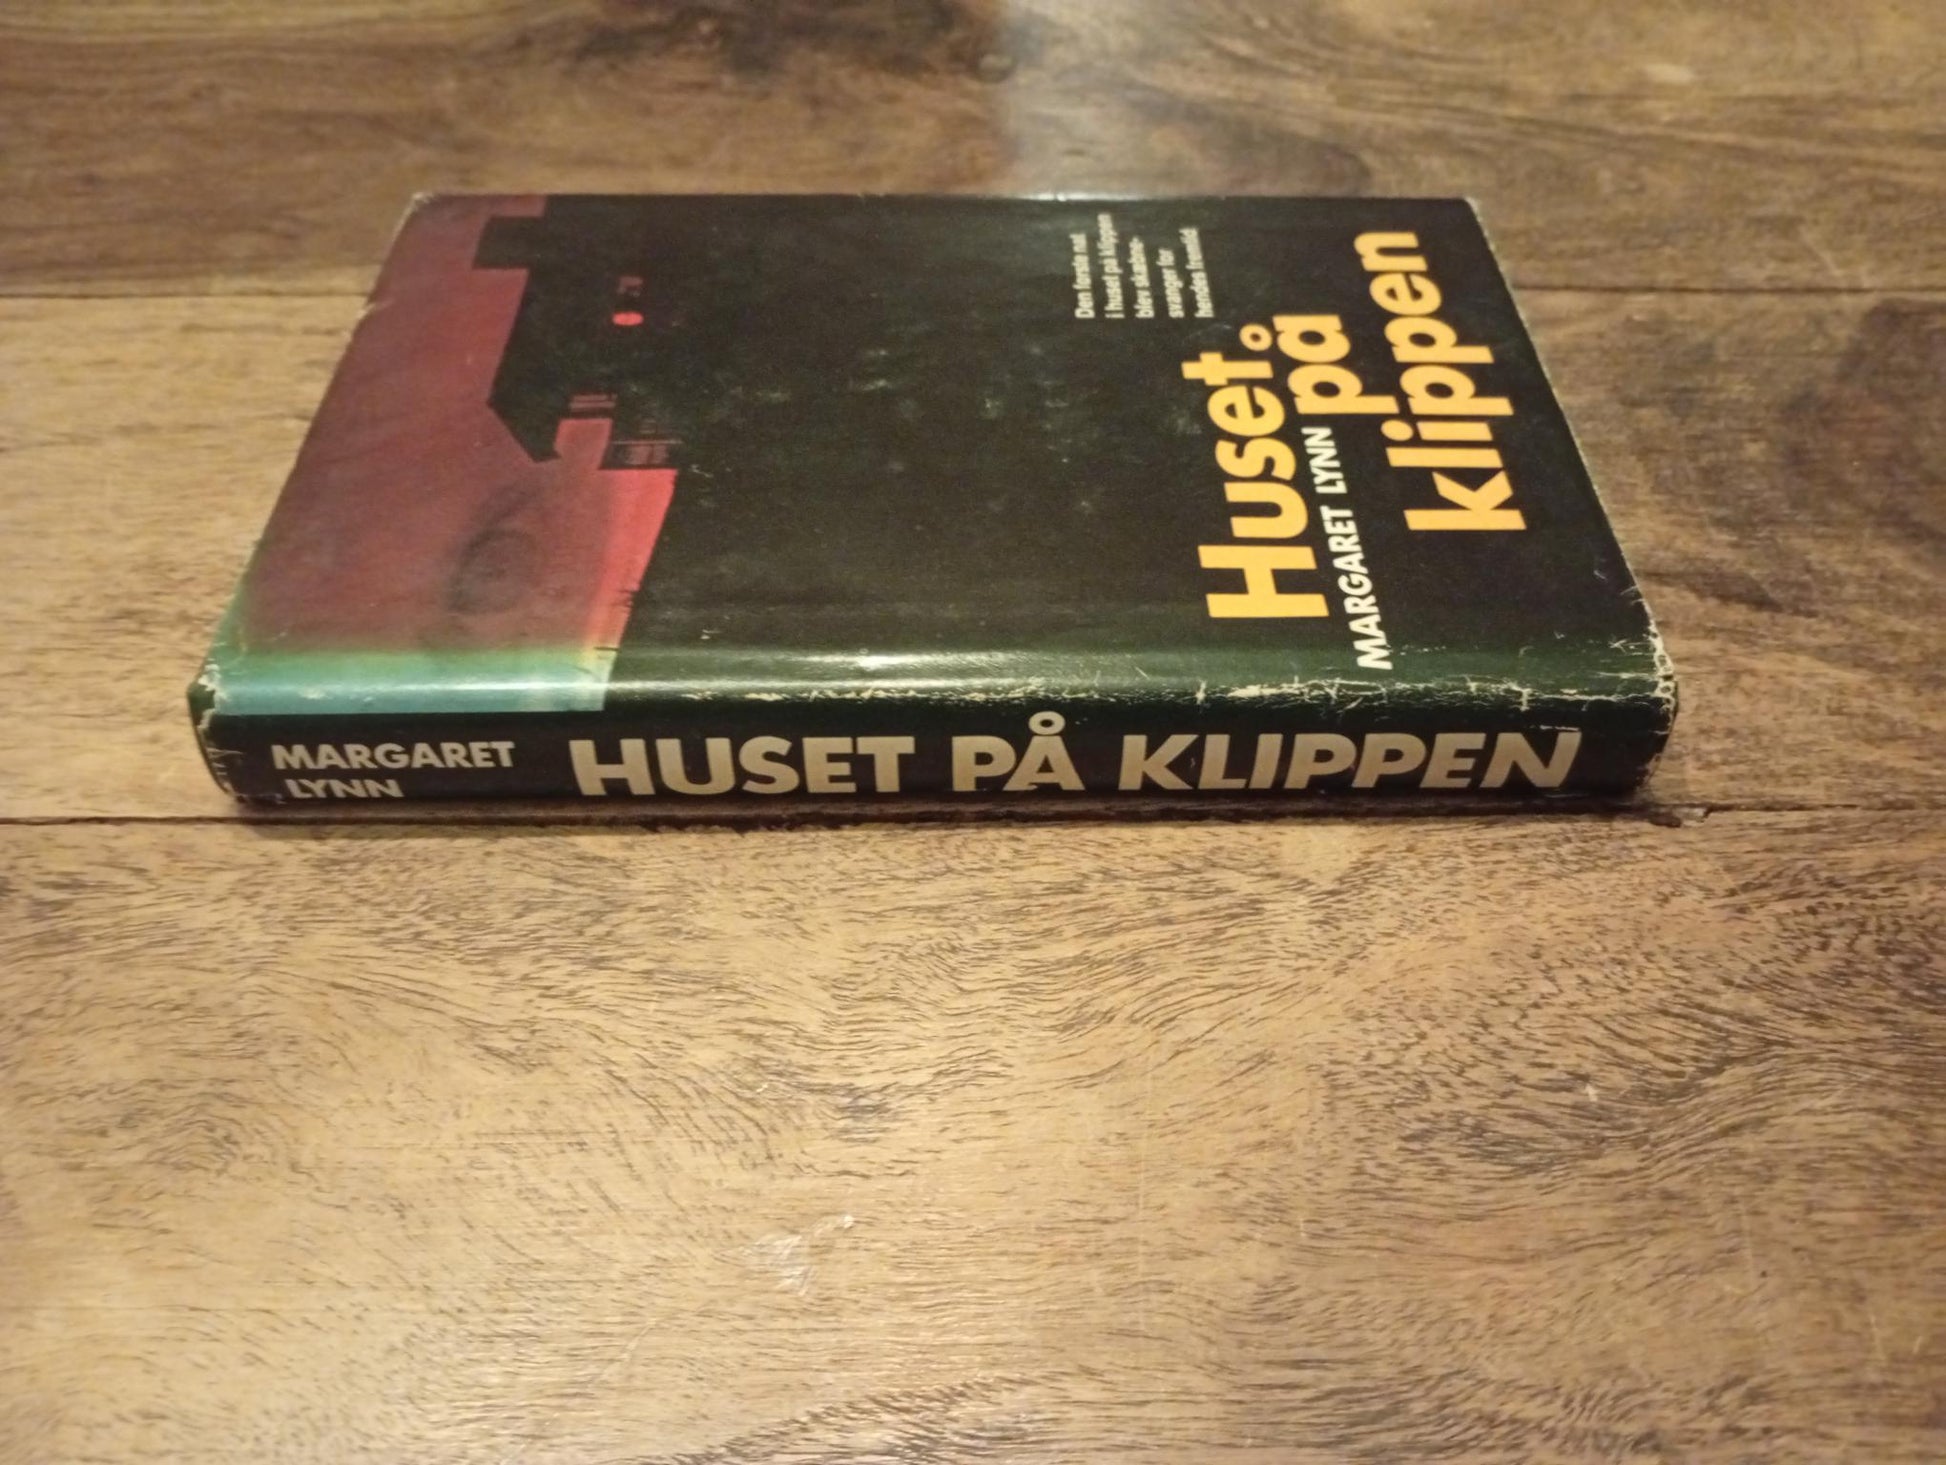 Den første nat
i huset på klippen
blev skæbne-
svanger for
hendes fremtid
Huset på
MARGARET LYNN
klippen
MARGARET
LYNN
HUSET PÅ KLIPPEN